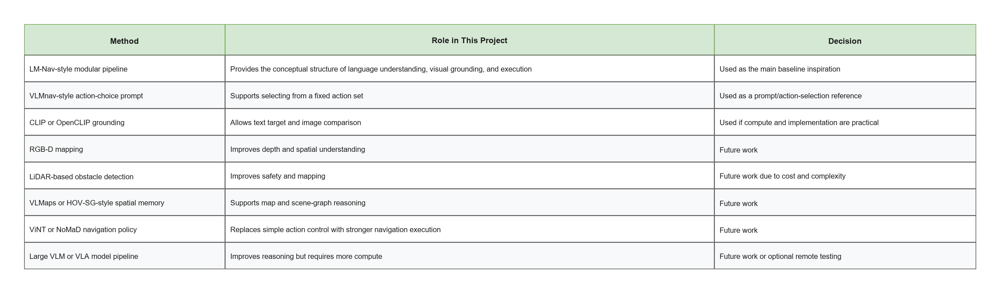 Method
Role in This Project
Decision
LM-Nav-style modular pipeline
Provides the conceptual structure of language understanding, visual grounding, and execution
Used as the main baseline inspiration
VLMnav-style action-choice prompt
Supports selecting from a fixed action set
Used as a prompt/action-selection reference
CLIP or OpenCLIP grounding
Allows text target and image comparison
Used if compute and implementation are practical
RGB-D mapping
Improves depth and spatial understanding
Future work
LiDAR-based obstacle detection
Improves safety and mapping
Future work due to cost and complexity
VLMaps or HOV-SG-style spatial memory
Supports map and scene-graph reasoning
Future work
ViNT or NoMaD navigation policy
Replaces simple action control with stronger navigation execution
Future work
Large VLM or VLA model pipeline
Improves reasoning but requires more compute
Future work or optional remote testing